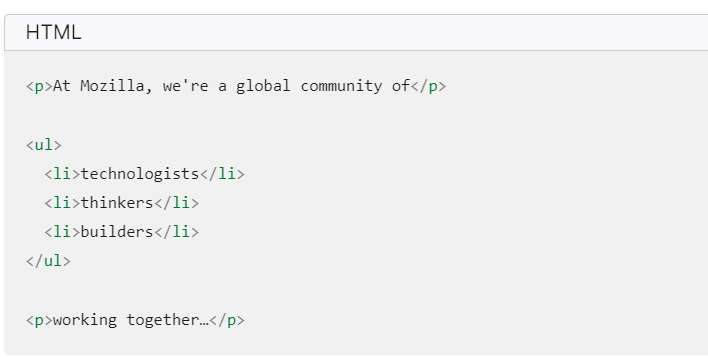 HTML
<p>At Mozilla, we're a global community of</p>
<ul>
<li>technologists</li>
<li>thinkers</li>
<li>builders</li>
</ul>
<p>working together…</p>